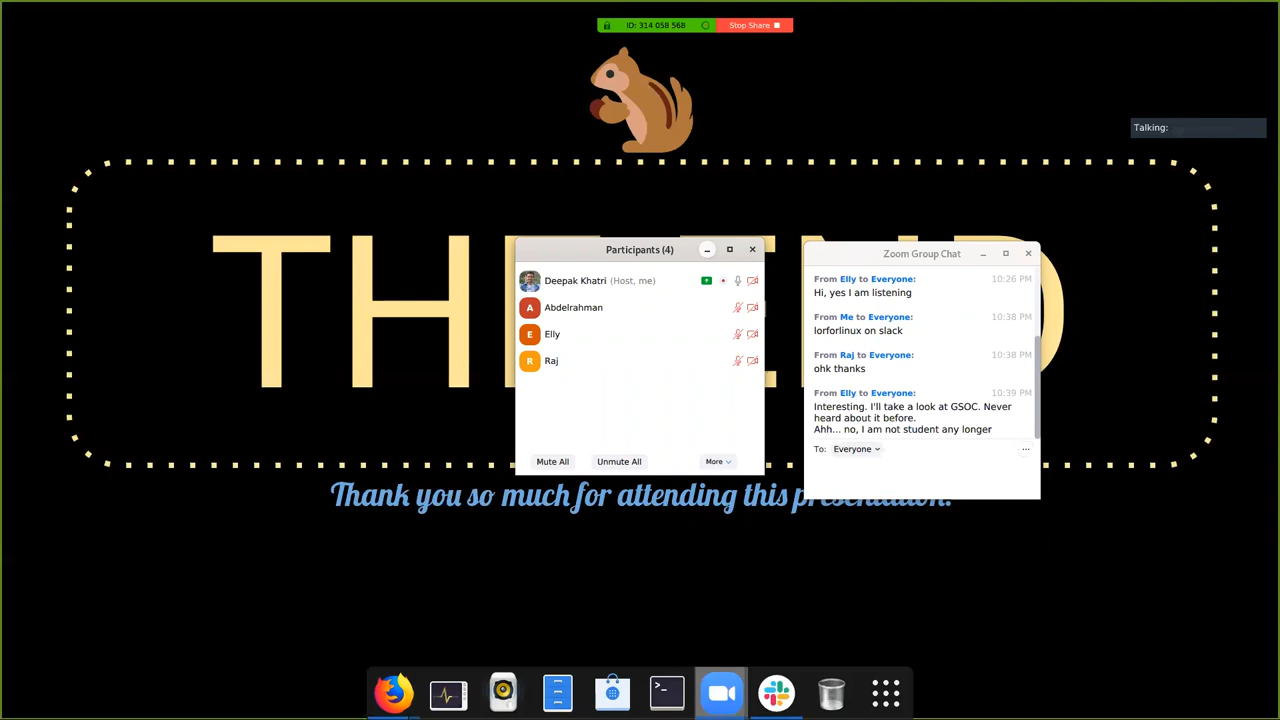 ID: 314 058 568
Stop Share
Talking:
THE END
Participants (4)
Deepak Khatri (Host, me)
A Abdelrahman
E Elly
R Raj
Mute All
Unmute All
More
Zoom Group Chat
From Elly to Everyone: 10:26 PM
Hi, yes I am listening
From Me to Everyone: 10:38 PM
lorforlinux on slack
From Raj to Everyone: 10:38 PM
ohk thanks
From Elly to Everyone: 10:39 PM
Interesting. I'll take a look at GSOC. Never
heard about it before.
Ahh... no, I am not student any longer
To: Everyone
Thank you so much for attending this presentation.